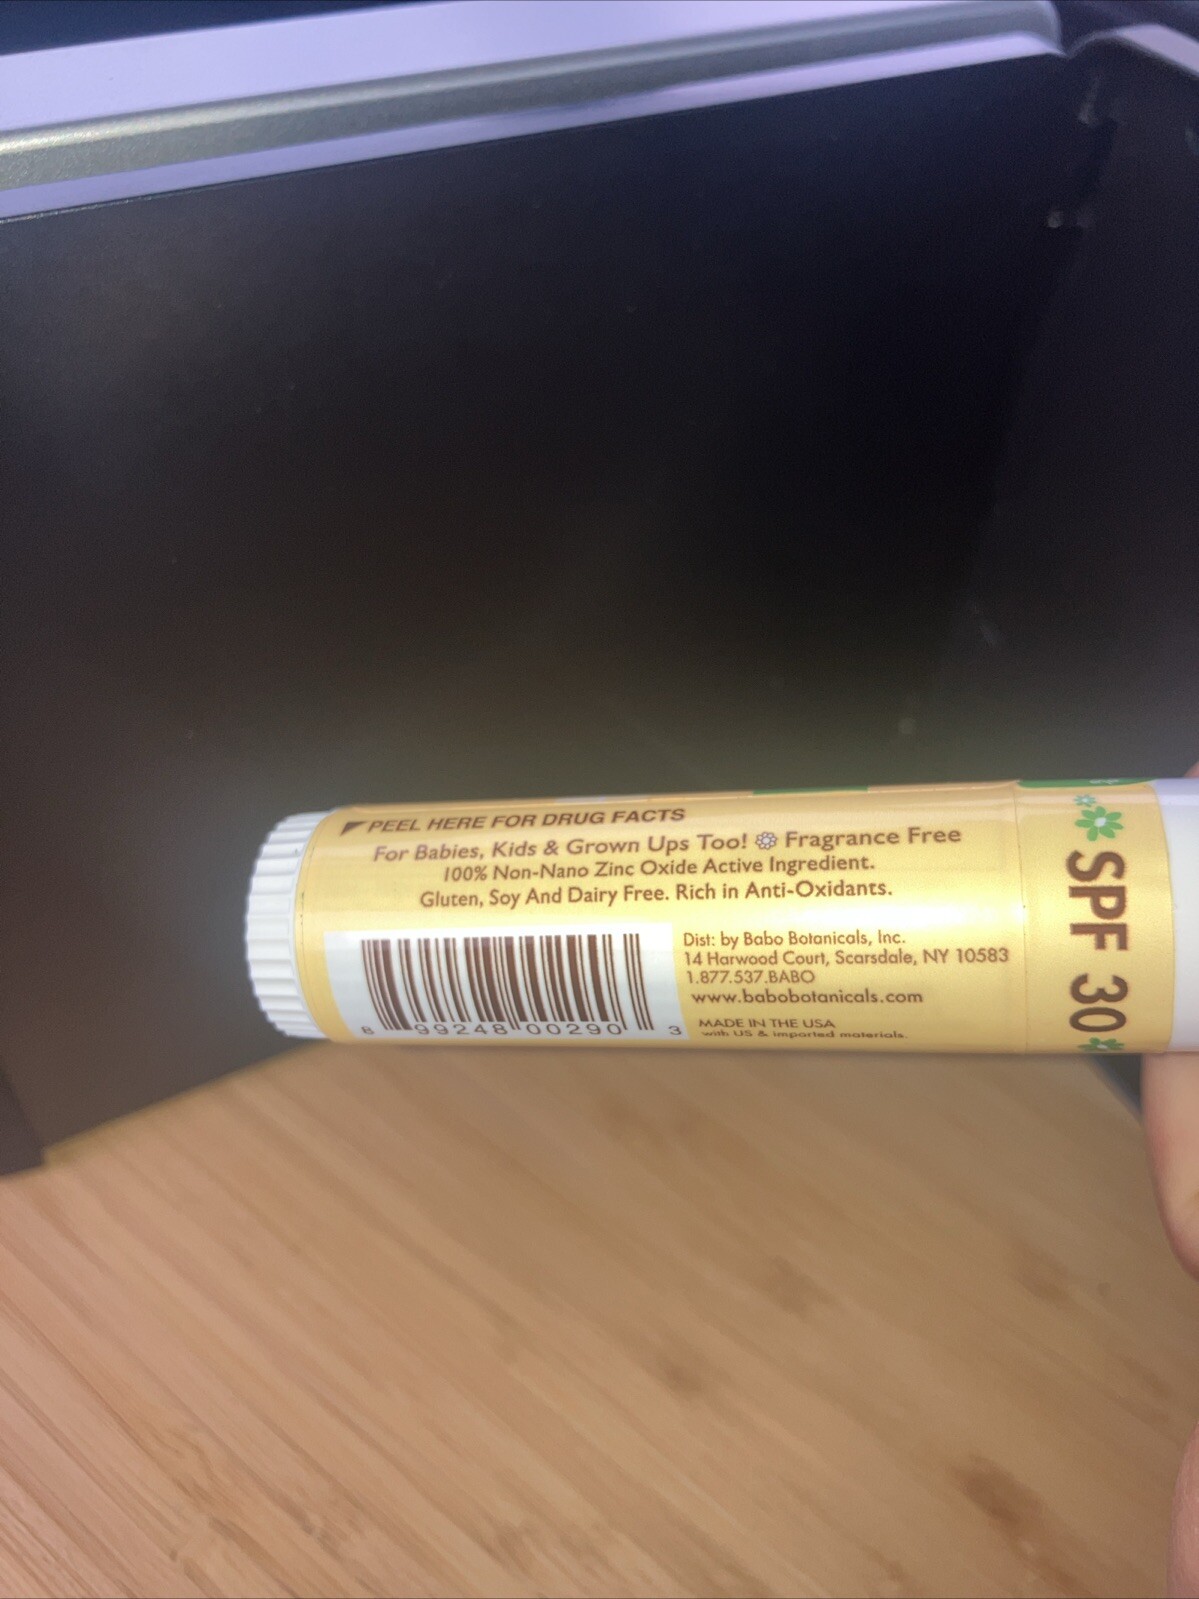 PEEL HERE FOR DRUG FACTS
For Babies, Kids & Grown Ups Too! Fragrance Free
100% Non-Nano Zinc Oxide Active Ingredient.
Gluten, Soy And Dairy Free. Rich in Anti-Oxidants.
Dist: by Babo Botanicals, Inc.
14 Harwood Court, Scarsdale, NY 10583
1.877.537.BABO
www.babobotanicals.com
MADE IN THE USA
with US & imported materials.
8 99248 00290 3
SPF 30